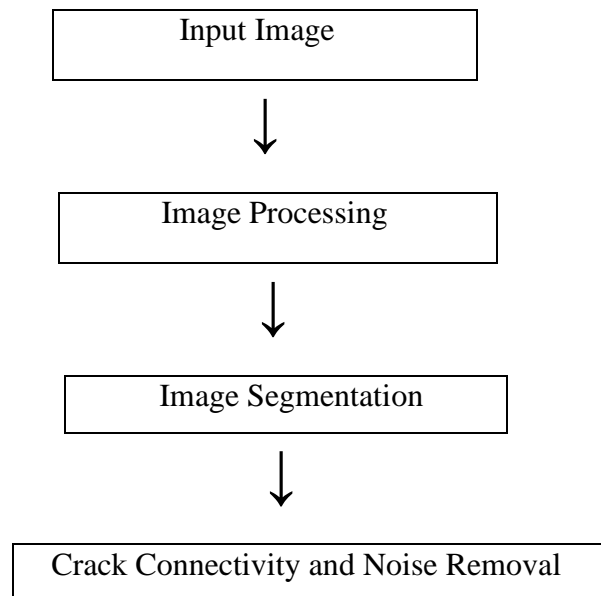 Input Image
Image Processing
Image Segmentation
Crack Connectivity and Noise Removal